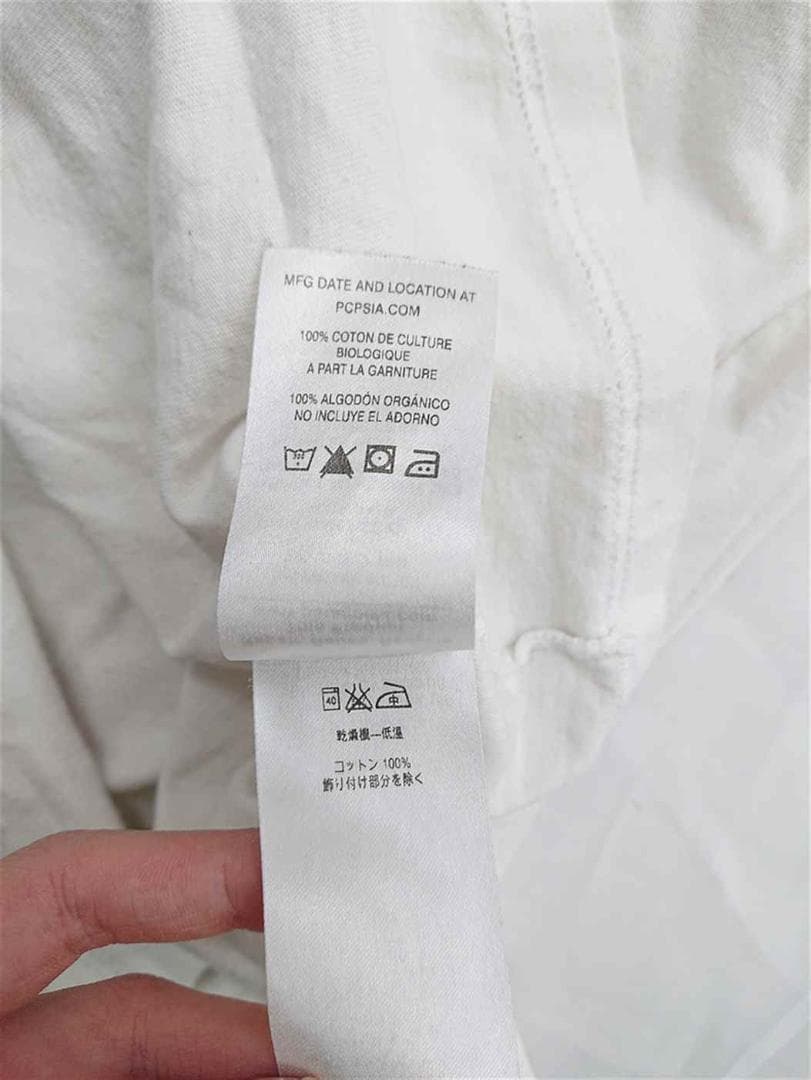 MFG DATE AND LOCATION AT
PCPSIA.COM
100% COTON DE CULTURE
BIOLOGIQUE
A PART LA GARNITURE
100% ALGODÓN ORGÁNICO
NO INCLUYE EL ADORNO
40
中
乾燥機—低温
コットン 100%
飾り付け部分を除く